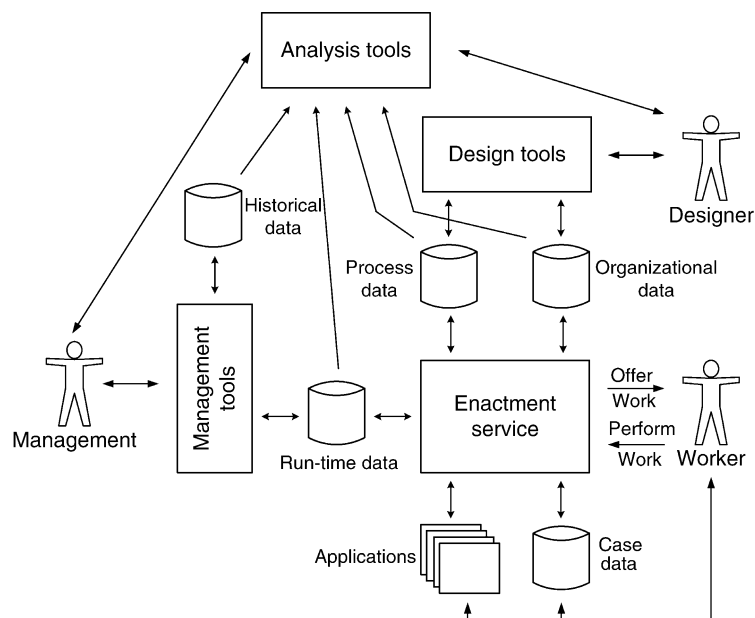 Analysis tools
Design tools
Designer
Historical
data
Process
data
Organizational
data
Management
tools
Management
Run-time data
Enactment
service
Offer
Work
Perform
Work
Worker
Applications
Case
data